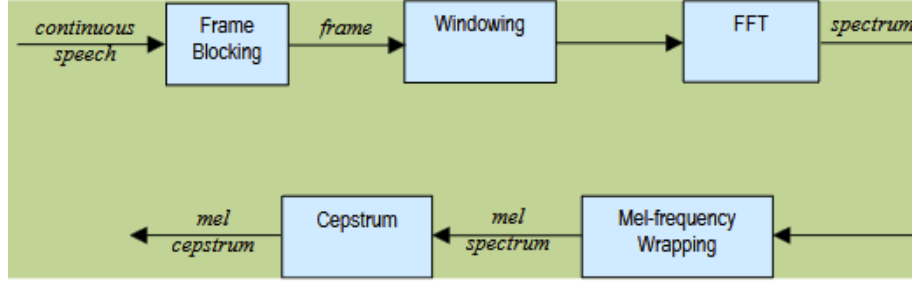 continuous
speech
Frame
Blocking
frame
Windowing
FFT
spectrum
mel
cepstrum
Cepstrum
mel
spectrum
Mel-frequency
Wrapping